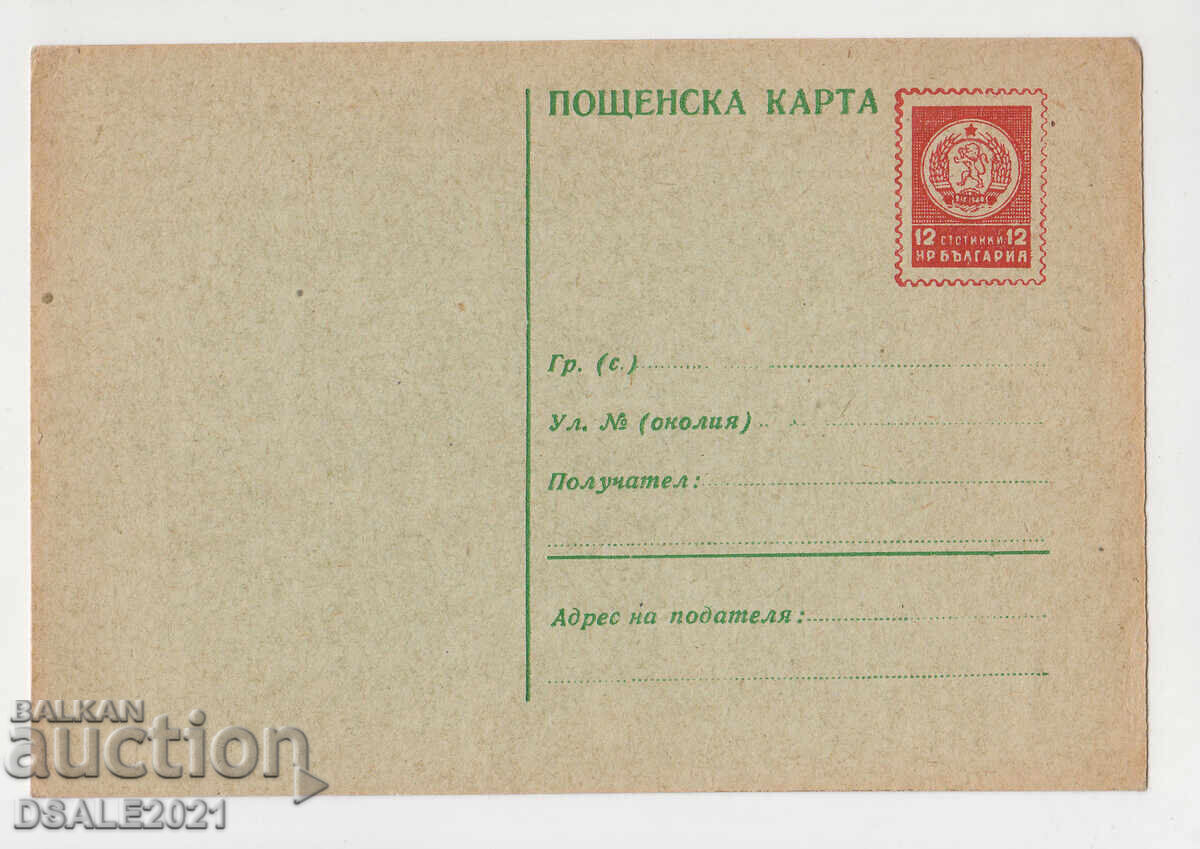 ПОЩЕНСКА КАРТА
12 СТОТИНКИ 12
НР БЪЛГАРИЯ
Гр. (с.)
Ул. № (околия)
Получател:
Адрес на подателя:
BALKAN
auction
DSALE2021